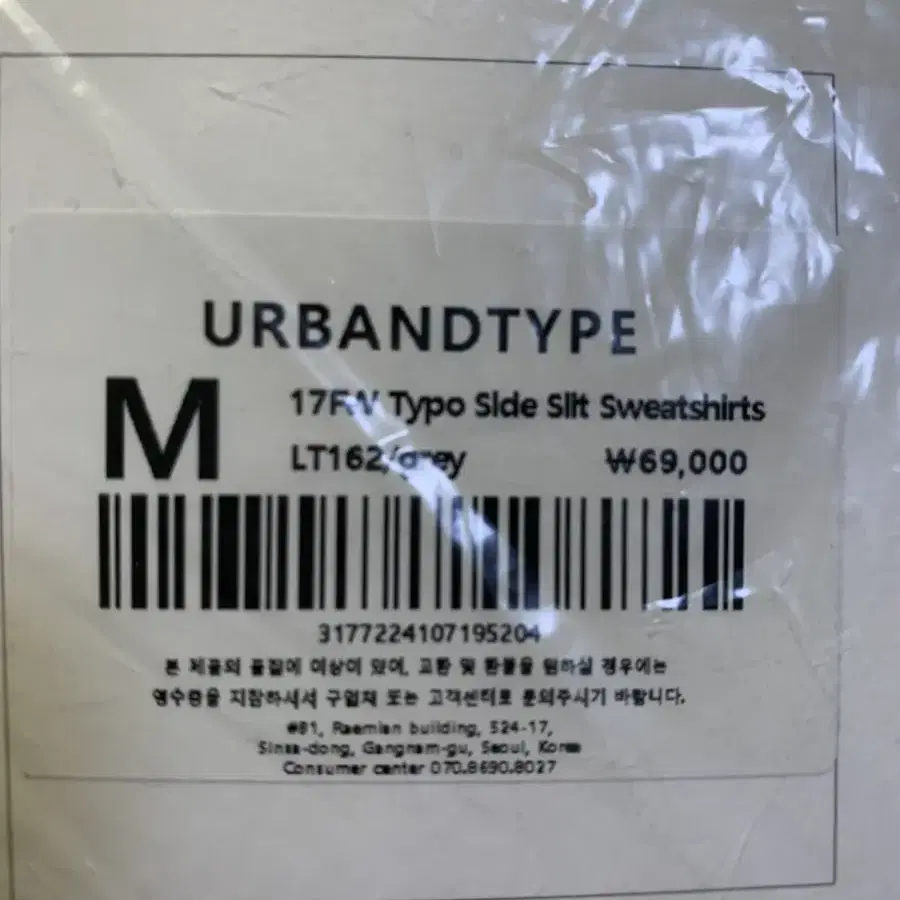 URBANDTYPE
M
17FW Typo Side Slit Sweatshirts
LT162/grey ₩69,000
3177224107195204
본 제품의 품질에 이상이 있어, 교환 및 환불을 원하실 경우에는
영수증을 지참하셔서 구입처 또는 고객센터로 문의주시기 바랍니다.
#B1, Raemian building, 524-17,
Sinsa-dong, Gangnam-gu, Seoul, Korea
Consumer center 070.8690.8027